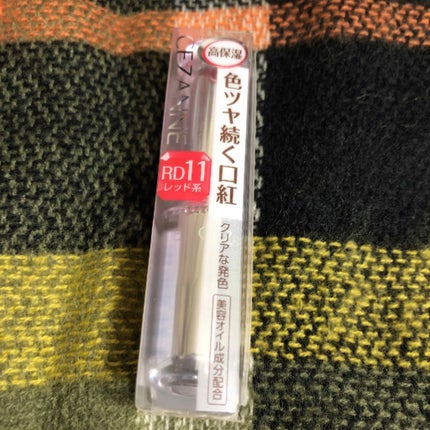 CEZANNE
高保湿
色ツヤ続く口紅
RD11
レッド系
クリアな発色
美容オイル成分配合